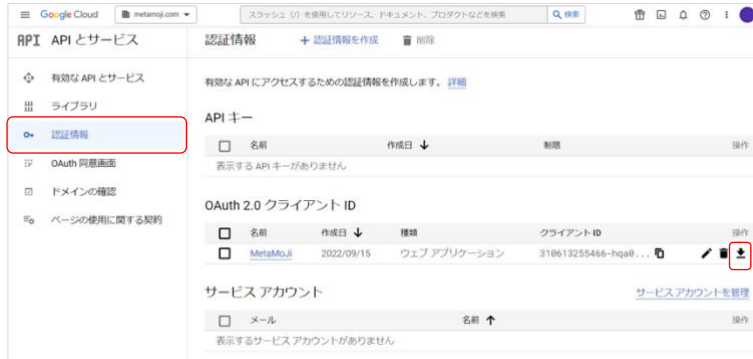 Google Cloud metamoji.com スラッシュ (/) を使用してリソース、ドキュメント、プロダクトなどを検索 検索
API API とサービス
認証情報 + 認証情報を作成 削除
有効な API とサービス
ライブラリ
認証情報
OAuth 同意画面
ドメインの確認
ページの使用に関する契約
有効な API にアクセスするための認証情報を作成します。 詳細
API キー
名前 作成日 制限 操作
表示する API キーがありません
OAuth 2.0 クライアント ID
名前 作成日 種類 クライアント ID 操作
MetaMoJi 2022/09/15 ウェブ アプリケーション 310613255466-hqa0...
サービス アカウント サービス アカウントを管理
メール 名前 操作
表示するサービス アカウントがありません